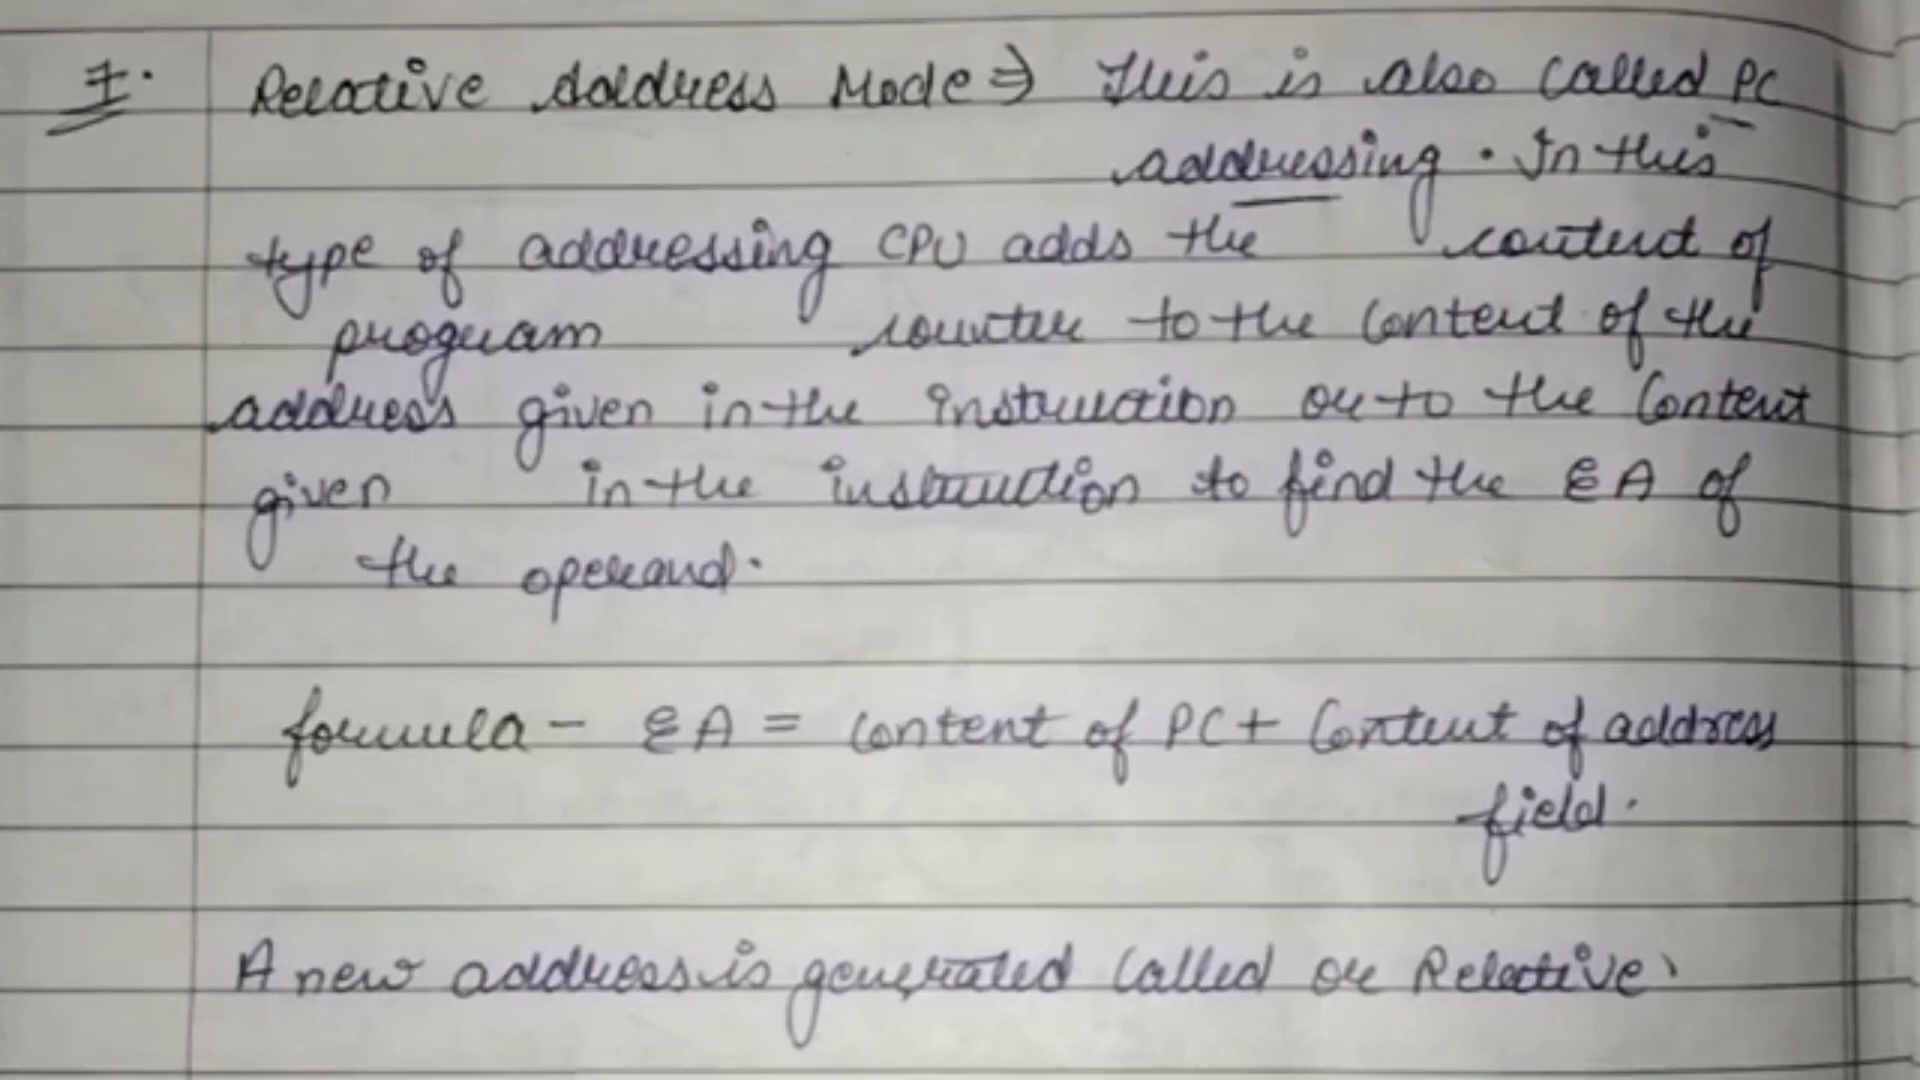 7. Relative Address Mode ⇒ This is also called PC
addressing. In this
type of addressing CPU adds the content of
program counter to the content of the
address given in the instruction or to the content
given in the instruction to find the EA of
the operand.
formula - EA = content of PC + Content of address
field.
A new address is generated called or Relative.